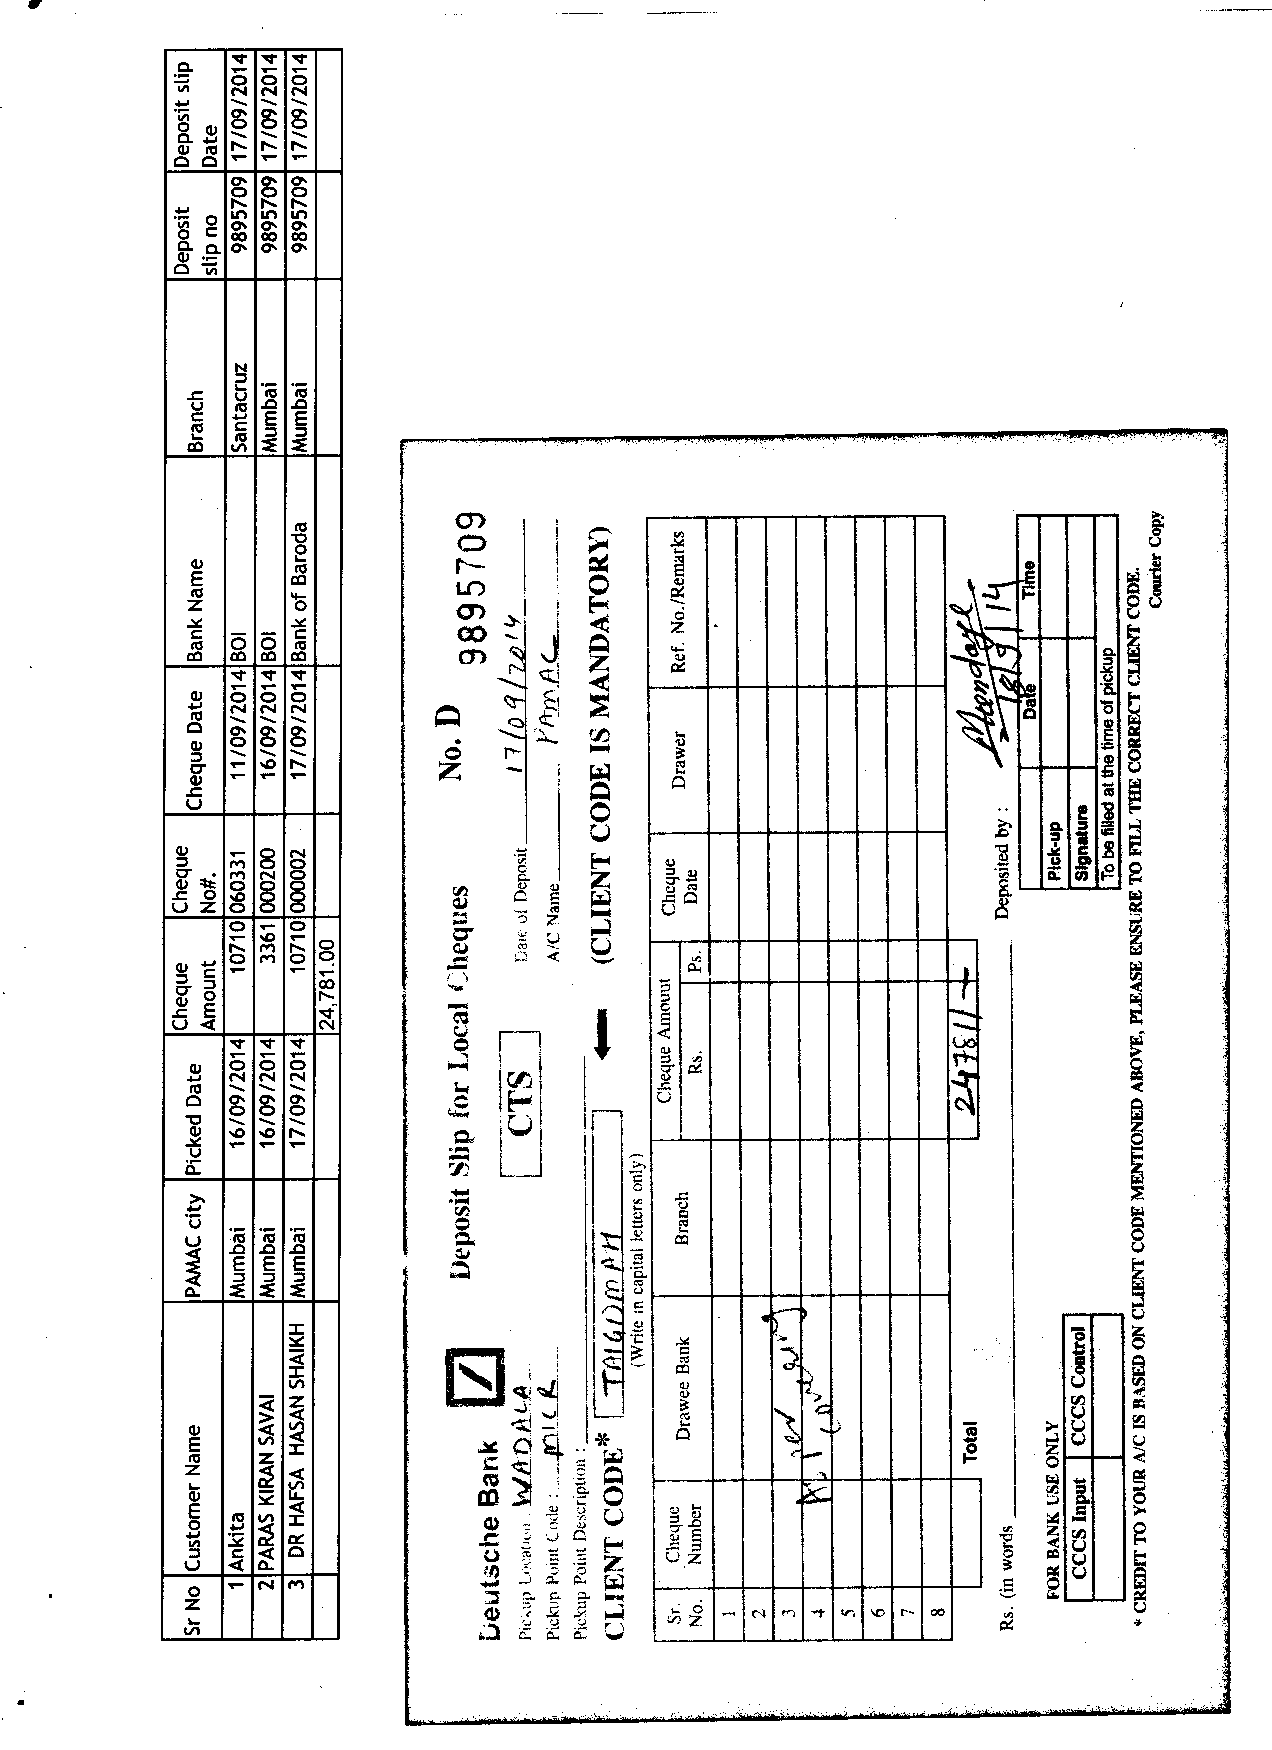 Sr No Customer Name PAMAC city Picked Date Cheque Amount Cheque No#. Cheque Date Bank Name Branch Deposit slip no Deposit slip Date
1 Ankita Mumbai 16/09/2014 10710 060331 11/09/2014 BOI Santacruz 9895709 17/09/2014
2 PARAS KIRAN SAVAI Mumbai 16/09/2014 3361 000200 16/09/2014 BOI Mumbai 9895709 17/09/2014
3 DR HAFSA HASAN SHAIKH Mumbai 17/09/2014 10710 000002 17/09/2014 Bank of Baroda Mumbai 9895709 17/09/2014
24,781.00
Deutsche Bank Deposit Slip for Local Cheques No. D 9895709
Pickup Location WADALA CTS Date of Deposit 17/09/2014
Pickup Point Code : MICR A/C Name PAMAC
Pickup Point Description :
CLIENT CODE* (CLIENT CODE IS MANDATORY)
(Write in capital letters only)
Sr. No. Cheque Number Drawee Bank Branch Cheque Amount Rs. Ps. Cheque Date Drawer Ref. No./Remarks
1
2
3
4
5
6
7
8
As per covering
Total 24781/-
Rs. (in words Deposited by :
18/9/14
Date Time
Pick-up
Signature
To be filled at the time of pickup
FOR BANK USE ONLY
CCCS Input CCCS Control
* CREDIT TO YOUR A/C IS BASED ON CLIENT CODE MENTIONED ABOVE, PLEASE ENSURE TO FILL THE CORRECT CLIENT CODE.
Courier Copy